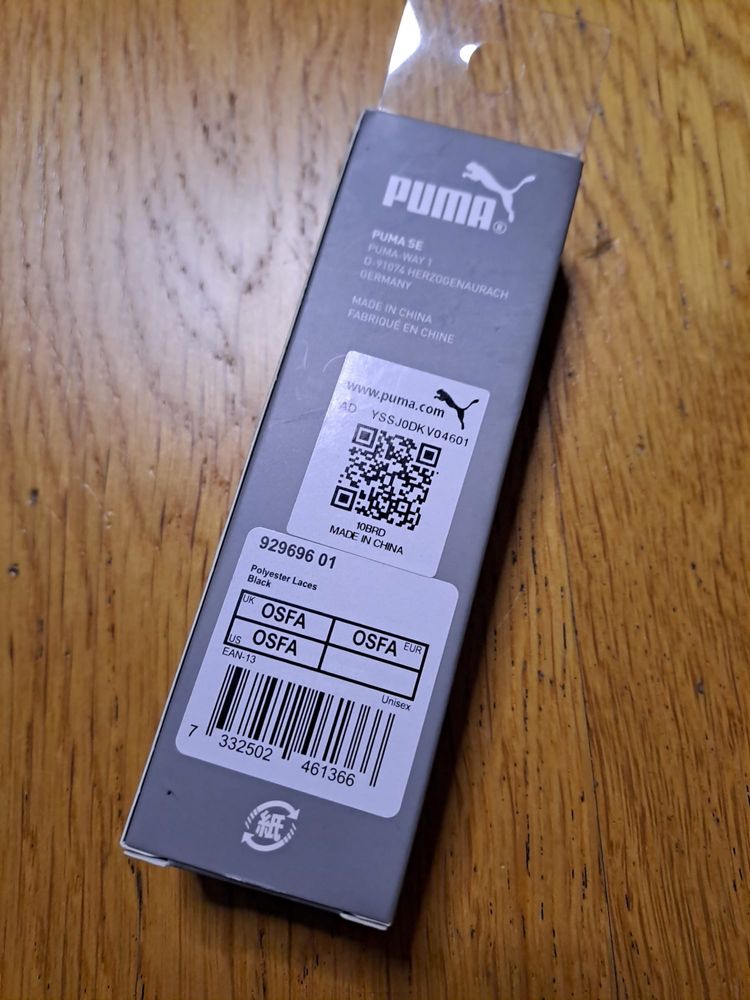 PUMA®
PUMA SE
PUMA-WAY 1
D-91074 HERZOGENAURACH
GERMANY
MADE IN CHINA
FABRIQUÉ EN CHINE
www.puma.com
AD YSSJ0DKV04601
10BRD
MADE IN CHINA
929696 01
Polyester Laces
Black
UK OSFA OSFA EUR
US OSFA
EAN-13
Unisex
7 332502 461366
紙